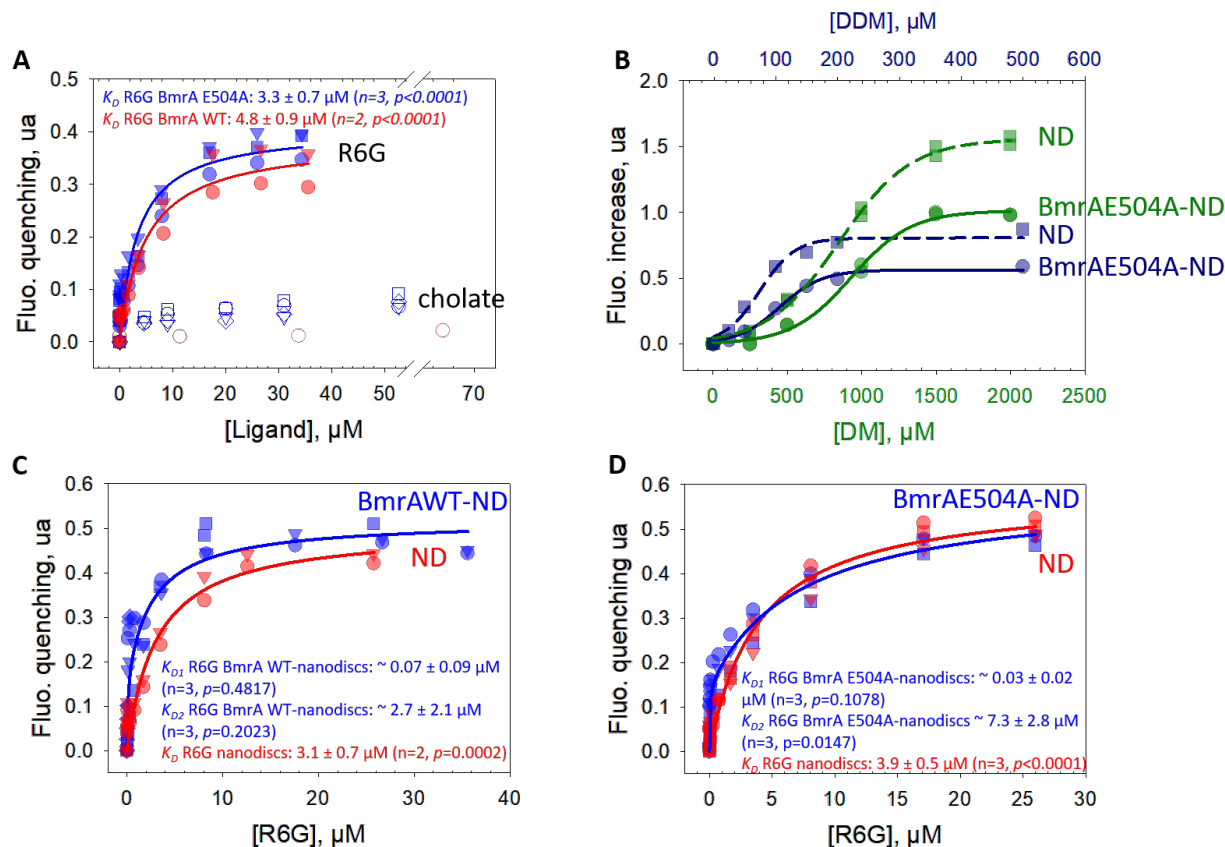 A
Fluo. quenching, ua
0.5
0.4
0.3
0.2
0.1
0.0
K_D R6G BmrA E504A: 3.3 ± 0.7 µM (n=3, p<0.0001)
K_D R6G BmrA WT: 4.8 ± 0.9 µM (n=2, p<0.0001)
R6G
cholate
0 10 20 30 40 50 70
[Ligand], µM
[DDM], µM
0 100 200 300 400 500 600
B
Fluo. increase, ua
2.0
1.5
1.0
0.5
0.0
ND
BmrAE504A-ND
ND
BmrAE504A-ND
0 500 1000 1500 2000 2500
[DM], µM
C
Fluo. quenching, ua
0.6
0.5
0.4
0.3
0.2
0.1
0.0
BmrAWT-ND
ND
K_D1 R6G BmrA WT-nanodiscs: ~ 0.07 ± 0.09 µM
(n=3, p=0.4817)
K_D2 R6G BmrA WT-nanodiscs: ~ 2.7 ± 2.1 µM
(n=3, p=0.2023)
K_D R6G nanodiscs: 3.1 ± 0.7 µM (n=2, p=0.0002)
0 10 20 30 40
[R6G], µM
D
Fluo. quenching ua
0.6
0.5
0.4
0.3
0.2
0.1
0.0
BmrAE504A-ND
ND
K_D1 R6G BmrA E504A-nanodiscs: ~ 0.03 ± 0.02
µM (n=3, p=0.1078)
K_D2 R6G BmrA E504A-nanodiscs ~ 7.3 ± 2.8 µM
(n=3, p=0.0147)
K_D R6G nanodiscs: 3.9 ± 0.5 µM (n=3, p<0.0001)
0 5 10 15 20 25 30
[R6G], µM